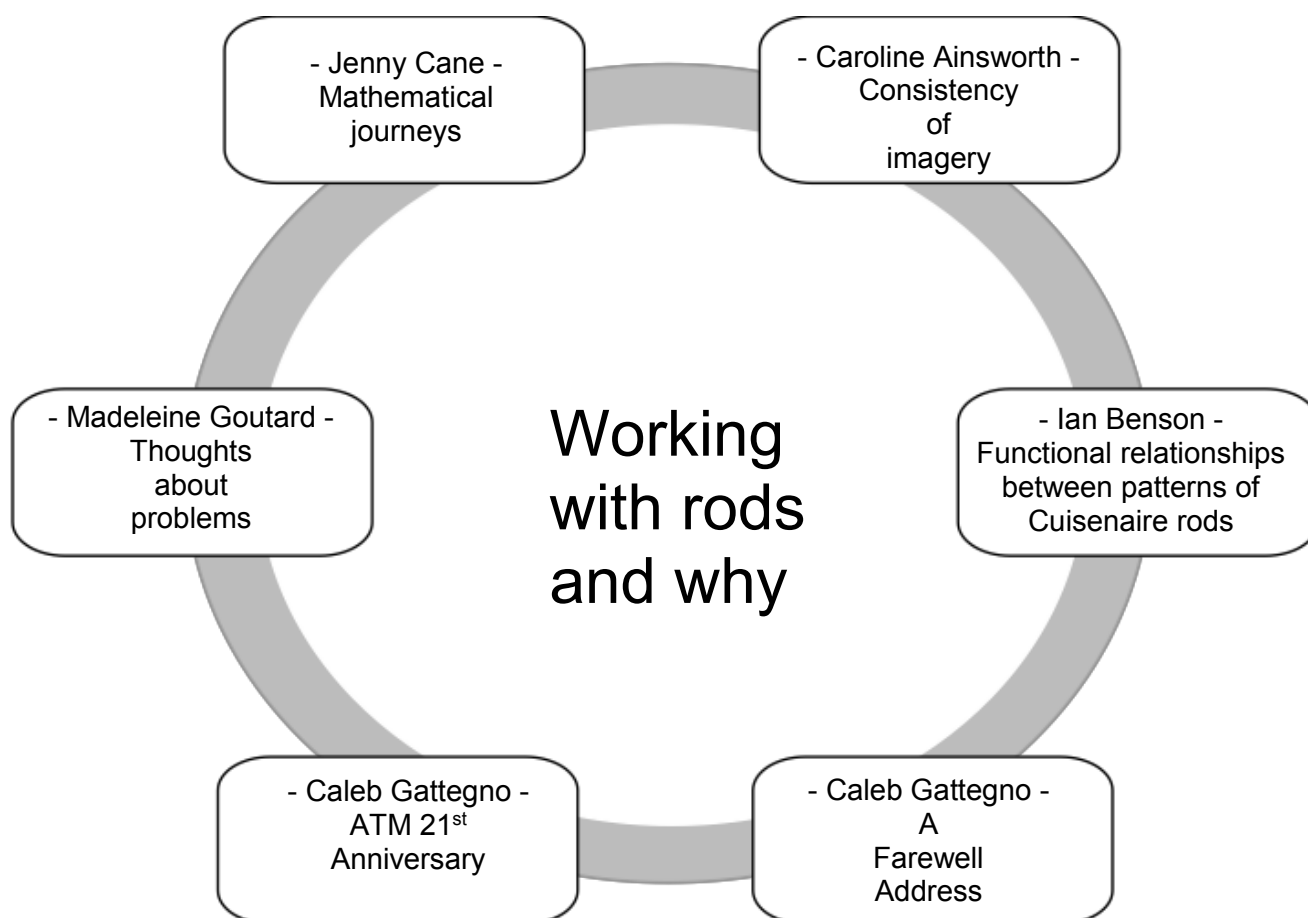 - Jenny Cane -
Mathematical
journeys
- Caroline Ainsworth -
Consistency
of
imagery
- Madeleine Goutard -
Thoughts
about
problems
Working
with rods
and why
- Ian Benson -
Functional relationships
between patterns of
Cuisenaire rods
- Caleb Gattegno -
ATM 21st
Anniversary
- Caleb Gattegno -
A
Farewell
Address